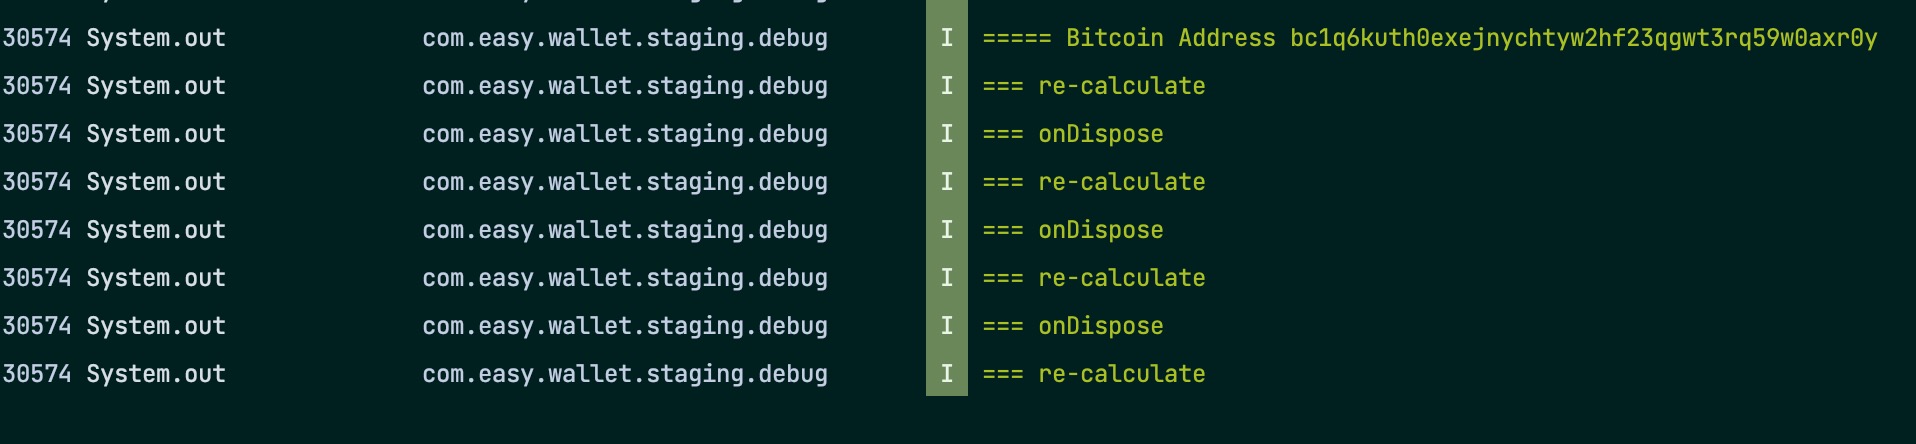 30574 System.out com.easy.wallet.staging.debug I ===== Bitcoin Address bc1q6kuth0exejnychtyw2hf23qgwt3rq59w0axr0y
30574 System.out com.easy.wallet.staging.debug I === re-calculate
30574 System.out com.easy.wallet.staging.debug I === onDispose
30574 System.out com.easy.wallet.staging.debug I === re-calculate
30574 System.out com.easy.wallet.staging.debug I === onDispose
30574 System.out com.easy.wallet.staging.debug I === re-calculate
30574 System.out com.easy.wallet.staging.debug I === onDispose
30574 System.out com.easy.wallet.staging.debug I === re-calculate